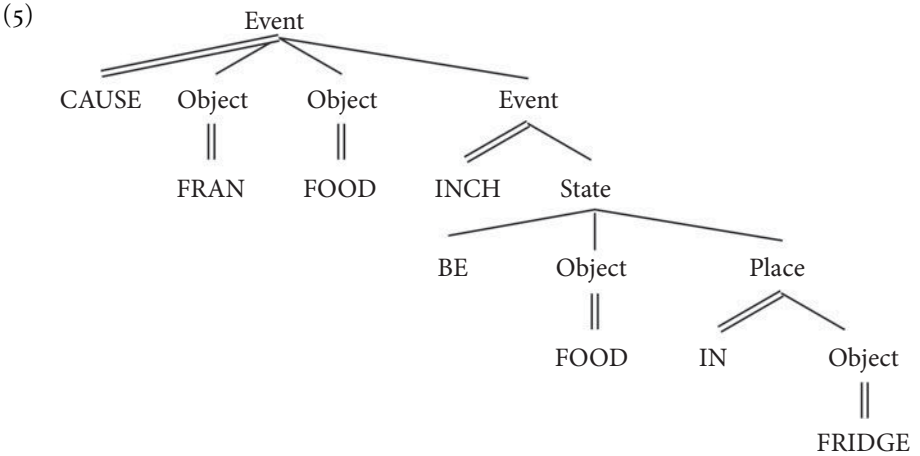 (5)
Event
CAUSE Object Object Event
FRAN FOOD INCH State
BE Object Place
FOOD IN Object
FRIDGE